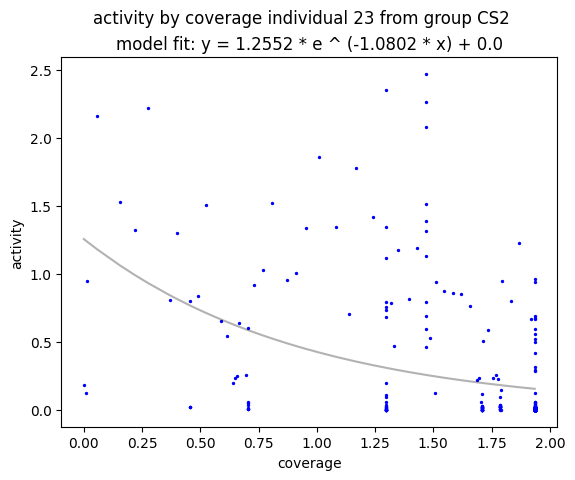 activity by coverage individual 23 from group CS2
model fit: y = 1.2552 * e ^ (-1.0802 * x) + 0.0
2.5
2.0
1.5
1.0
0.5
0.0
activity
0.00 0.25 0.50 0.75 1.00 1.25 1.50 1.75 2.00
coverage